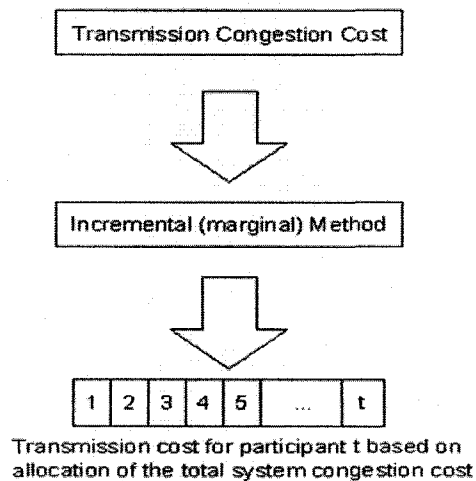 Transmission Congestion Cost
Incremental (marginal) Method
1 2 3 4 5 ... t
Transmission cost for participant t based on
allocation of the total system congestion cost